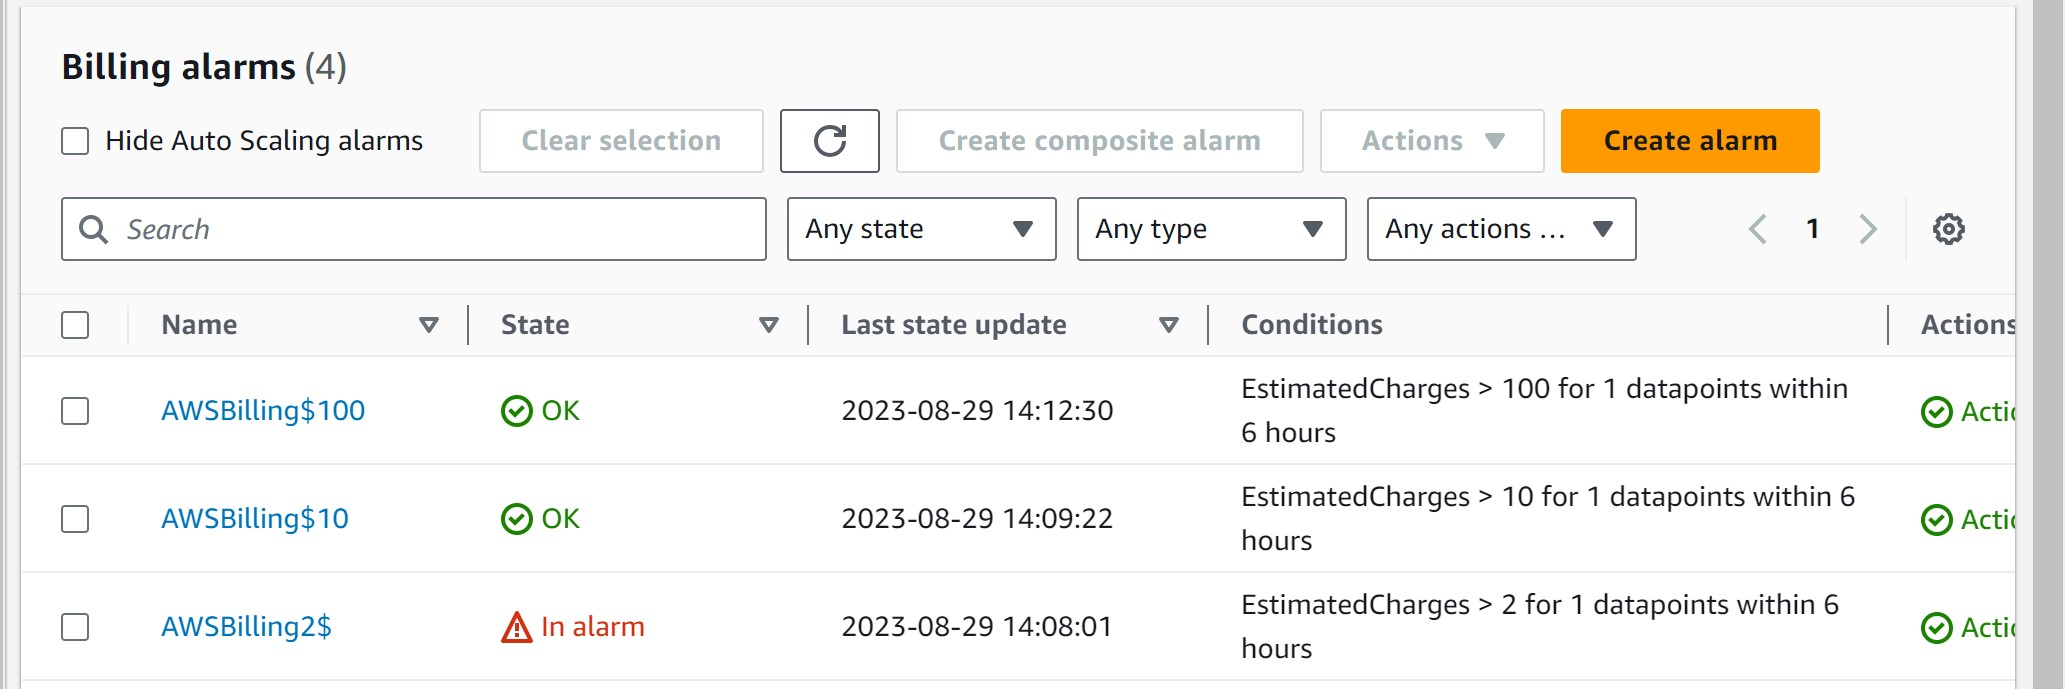 Billing alarms (4)
Hide Auto Scaling alarms Clear selection Create composite alarm Actions Create alarm
Search Any state Any type Any actions ... 1
Name State Last state update Conditions Actions
AWSBilling$100 OK 2023-08-29 14:12:30 EstimatedCharges > 100 for 1 datapoints within
6 hours
Actio
AWSBilling$10 OK 2023-08-29 14:09:22 EstimatedCharges > 10 for 1 datapoints within 6
hours
Actio
AWSBilling2$ In alarm 2023-08-29 14:08:01 EstimatedCharges > 2 for 1 datapoints within 6
hours
Actio